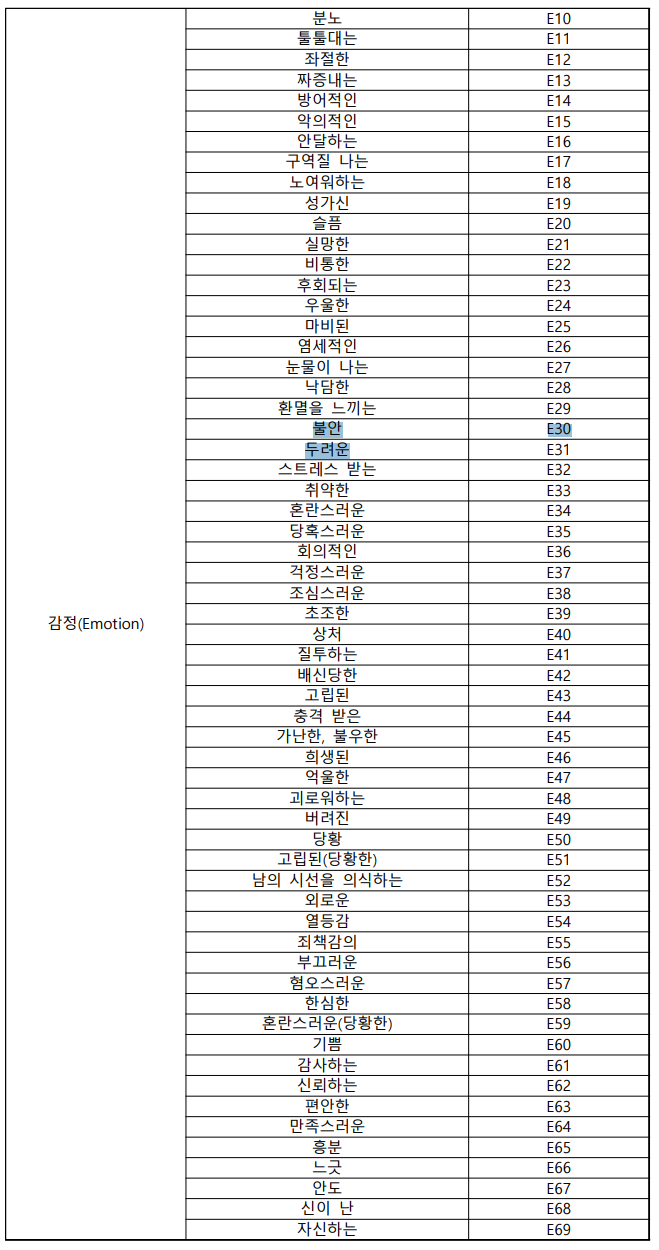 분노 E10
툴툴대는 E11
좌절한 E12
짜증내는 E13
방어적인 E14
악의적인 E15
안달하는 E16
구역질 나는 E17
노여워하는 E18
성가신 E19
슬픔 E20
실망한 E21
비통한 E22
후회되는 E23
우울한 E24
마비된 E25
염세적인 E26
눈물이 나는 E27
낙담한 E28
환멸을 느끼는 E29
불안 E30
두려운 E31
스트레스 받는 E32
취약한 E33
혼란스러운 E34
당혹스러운 E35
회의적인 E36
걱정스러운 E37
조심스러운 E38
감정(Emotion)
초조한 E39
상처 E40
질투하는 E41
배신당한 E42
고립된 E43
충격 받은 E44
가난한, 불우한 E45
희생된 E46
억울한 E47
괴로워하는 E48
버려진 E49
당황 E50
고립된(당황한) E51
남의 시선을 의식하는 E52
외로운 E53
열등감 E54
죄책감의 E55
부끄러운 E56
혐오스러운 E57
한심한 E58
혼란스러운(당황한) E59
기쁨 E60
감사하는 E61
신뢰하는 E62
편안한 E63
만족스러운 E64
흥분 E65
느긋 E66
안도 E67
신이 난 E68
자신하는 E69